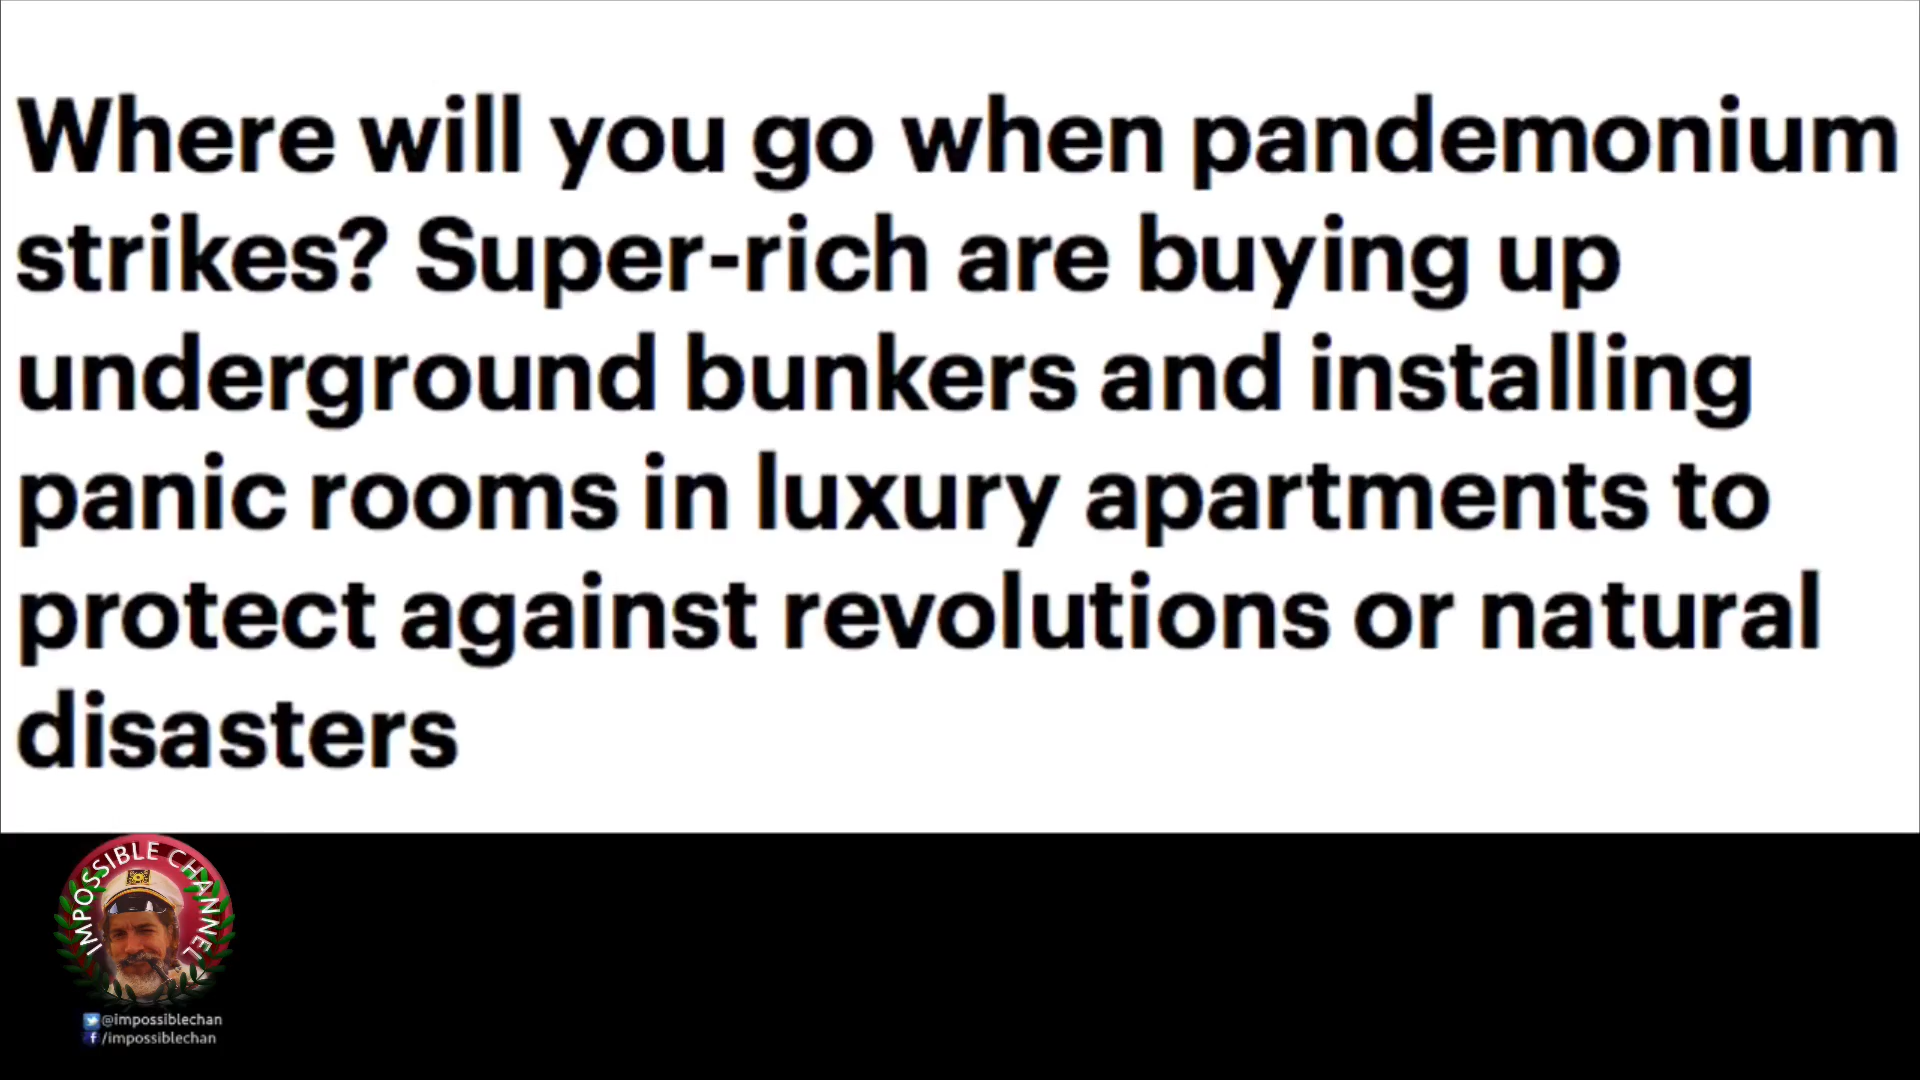 Where will you go when pandemonium
strikes? Super-rich are buying up
underground bunkers and installing
panic rooms in luxury apartments to
protect against revolutions or natural
disasters
IMPOSSIBLE CHANNEL
@impossiblechan
/impossiblechan